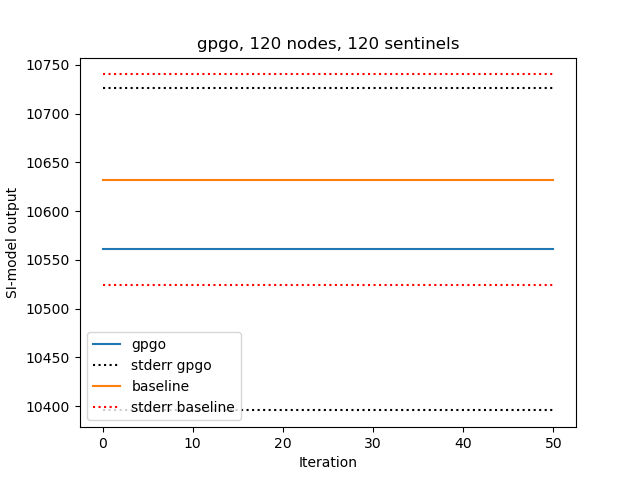 gpgo, 120 nodes, 120 sentinels
SI-model output
10750
10700
10650
10600
10550
10500
10450
10400
gpgo
stderr gpgo
baseline
stderr baseline
0 10 20 30 40 50
Iteration